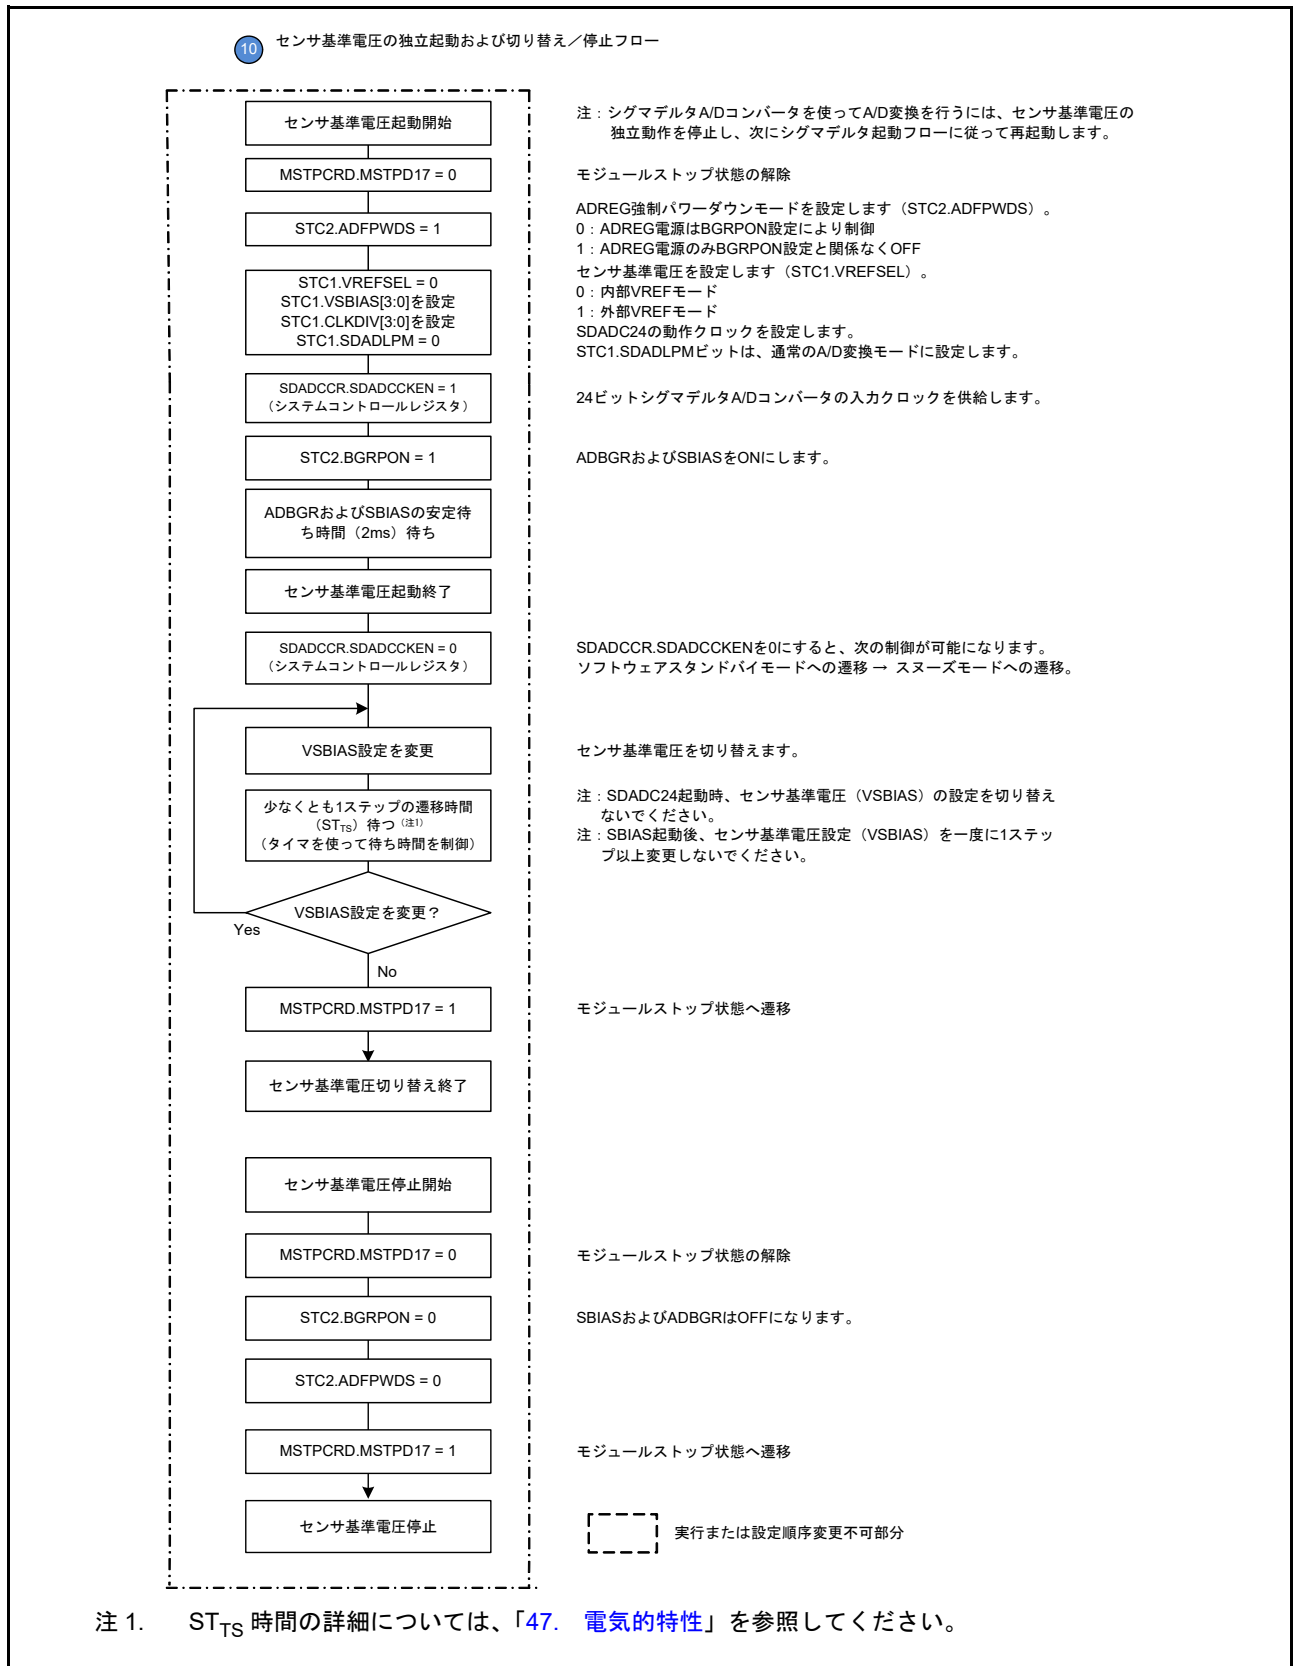 10 センサ基準電圧の独立起動および切り替え／停止フロー
センサ基準電圧起動開始
注：シグマデルタA/Dコンバータを使ってA/D変換を行うには、センサ基準電圧の
独立動作を停止し、次にシグマデルタ起動フローに従って再起動します。
MSTPCRD.MSTPD17 = 0
モジュールストップ状態の解除
STC2.ADFPWDS = 1
ADREG強制パワーダウンモードを設定します（STC2.ADFPWDS）。
0：ADREG電源はBGRPON設定により制御
1：ADREG電源のみBGRPON設定と関係なくOFF
STC1.VREFSEL = 0
STC1.VSBIAS[3:0]を設定
STC1.CLKDIV[3:0]を設定
STC1.SDADLPM = 0
センサ基準電圧を設定します（STC1.VREFSEL）。
0：内部VREFモード
1：外部VREFモード
SDADC24の動作クロックを設定します。
STC1.SDADLPMビットは、通常のA/D変換モードに設定します。
SDADCCR.SDADCCKEN = 1
（システムコントロールレジスタ）
24ビットシグマデルタA/Dコンバータの入力クロックを供給します。
STC2.BGRPON = 1
ADBGRおよびSBIASをONにします。
ADBGRおよびSBIASの安定待
ち時間（2ms）待ち
センサ基準電圧起動終了
SDADCCR.SDADCCKEN = 0
（システムコントロールレジスタ）
SDADCCR.SDADCCKENを0にすると、次の制御が可能になります。
ソフトウェアスタンドバイモードへの遷移 → スヌーズモードへの遷移。
VSBIAS設定を変更
センサ基準電圧を切り替えます。
少なくとも1ステップの遷移時間
（STTS）待つ（注1）
（タイマを使って待ち時間を制御）
注：SDADC24起動時、センサ基準電圧（VSBIAS）の設定を切り替え
ないでください。
注：SBIAS起動後、センサ基準電圧設定（VSBIAS）を一度に1ステッ
プ以上変更しないでください。
VSBIAS設定を変更？
Yes
No
MSTPCRD.MSTPD17 = 1
モジュールストップ状態へ遷移
センサ基準電圧切り替え終了
センサ基準電圧停止開始
MSTPCRD.MSTPD17 = 0
モジュールストップ状態の解除
STC2.BGRPON = 0
SBIASおよびADBGRはOFFになります。
STC2.ADFPWDS = 0
MSTPCRD.MSTPD17 = 1
モジュールストップ状態へ遷移
センサ基準電圧停止
実行または設定順序変更不可部分
注 1. STTS 時間の詳細については、「47. 電気的特性」を参照してください。